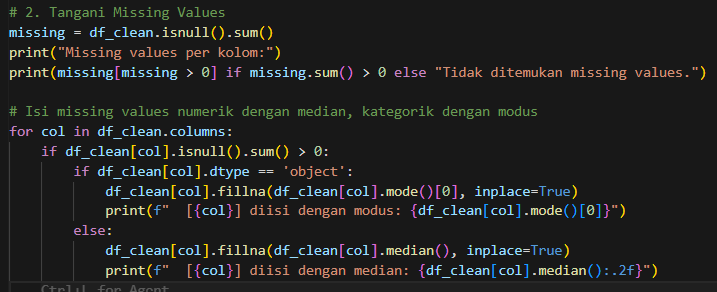 # 2. Tangani Missing Values
missing = df_clean.isnull().sum()
print("Missing values per kolom:")
print(missing[missing > 0] if missing.sum() > 0 else "Tidak ditemukan missing values.")

# Isi missing values numerik dengan median, kategorik dengan modus
for col in df_clean.columns:
    if df_clean[col].isnull().sum() > 0:
        if df_clean[col].dtype == 'object':
            df_clean[col].fillna(df_clean[col].mode()[0], inplace=True)
            print(f"  [{col}] diisi dengan modus: {df_clean[col].mode()[0]}")
        else:
            df_clean[col].fillna(df_clean[col].median(), inplace=True)
            print(f"  [{col}] diisi dengan median: {df_clean[col].median():.2f}")
    Ctrl+L for Agent